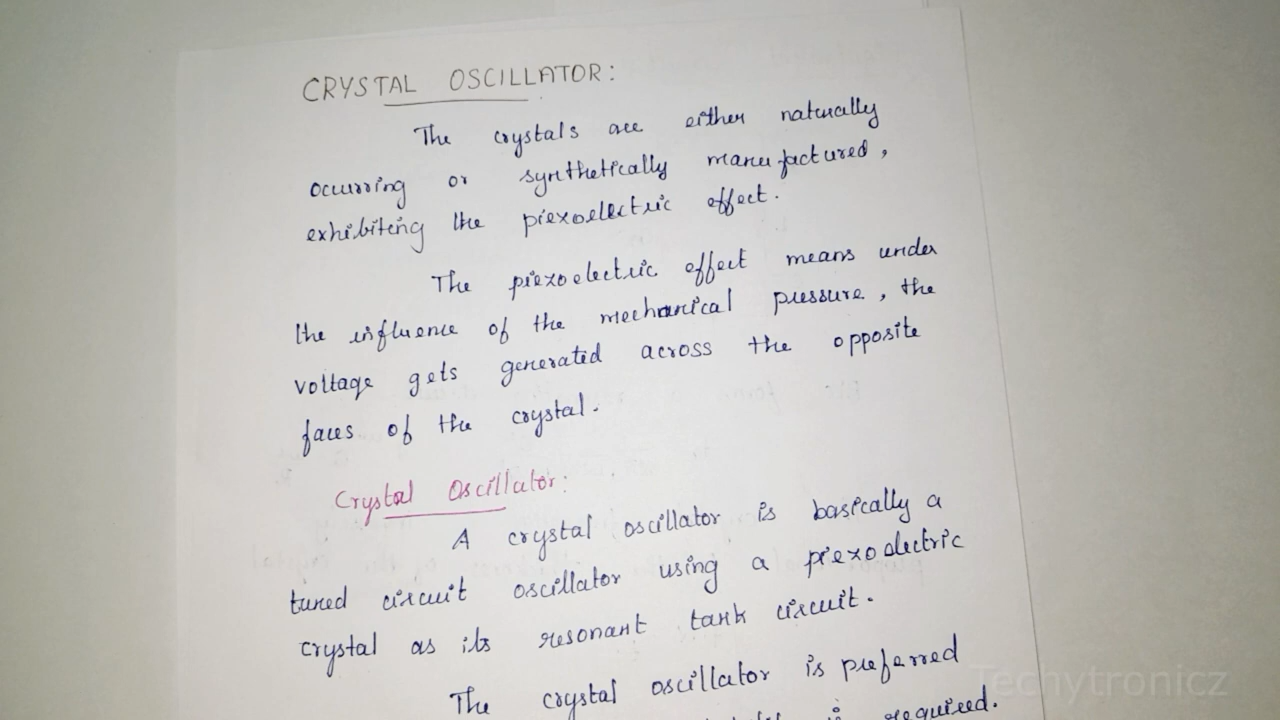 CRYSTAL OSCILLATOR:
The crystals are either naturally
ocurring or synthetically manufactured,
exhibiting the piexoelectric effect.
The piezoelectric effect means under
the influence of the mechanical pressure, the
voltage gets generated across the opposite
faces of the crystal.
Crystal Oscillator:
A crystal oscillator is basically a
tuned circuit oscillator using a piexoelectric
crystal as its resonant tank circuit.
The crystal oscillator is preferred
is required.
Techytronicz